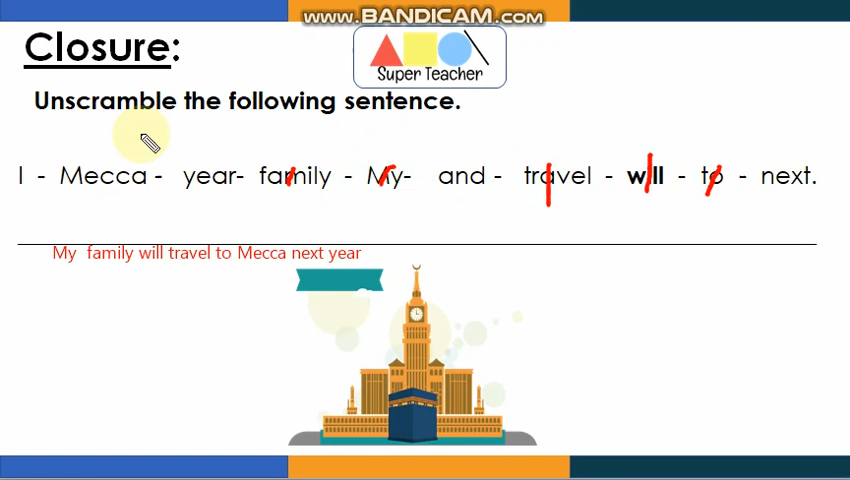 www.BANDICAM.com
Closure:
Super Teacher
Unscramble the following sentence.
I - Mecca - year- family - My- and - travel - will - to - next.
My family will travel to Mecca next year